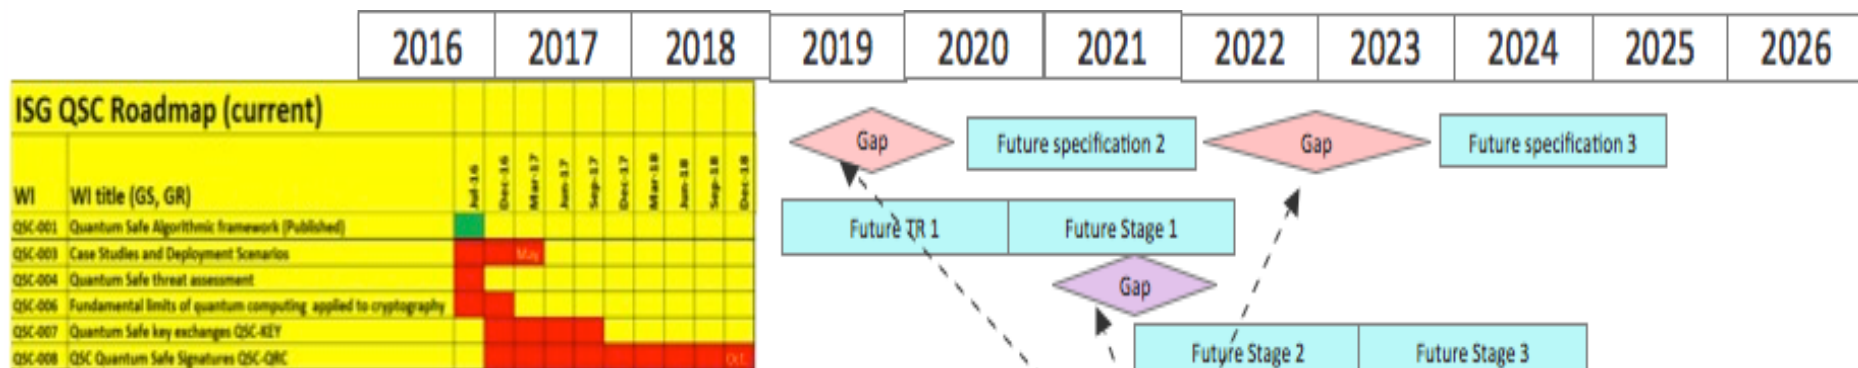 2016 2017 2018 2019 2020 2021 2022 2023 2024 2025 2026
ISG QSC Roadmap (current)
WI WI title (GS, GR) Jul-16 Dec-16 Mar-17 Jun-17 Sep-17 Dec-17 Mar-18 Jun-18 Sep-18 Dec-18
QSC-001 Quantum Safe Algorithmic framework (Published)
QSC-003 Case Studies and Deployment Scenarios May
QSC-004 Quantum Safe threat assessment
QSC-006 Fundamental limits of quantum computing applied to cryptography
QSC-007 Quantum Safe key exchanges QSC-KEY
QSC-008 QSC Quantum Safe Signatures QSC-QRC Oct.
Gap Future specification 2 Gap Future specification 3
Future TR 1 Future Stage 1
Gap
Future Stage 2 Future Stage 3